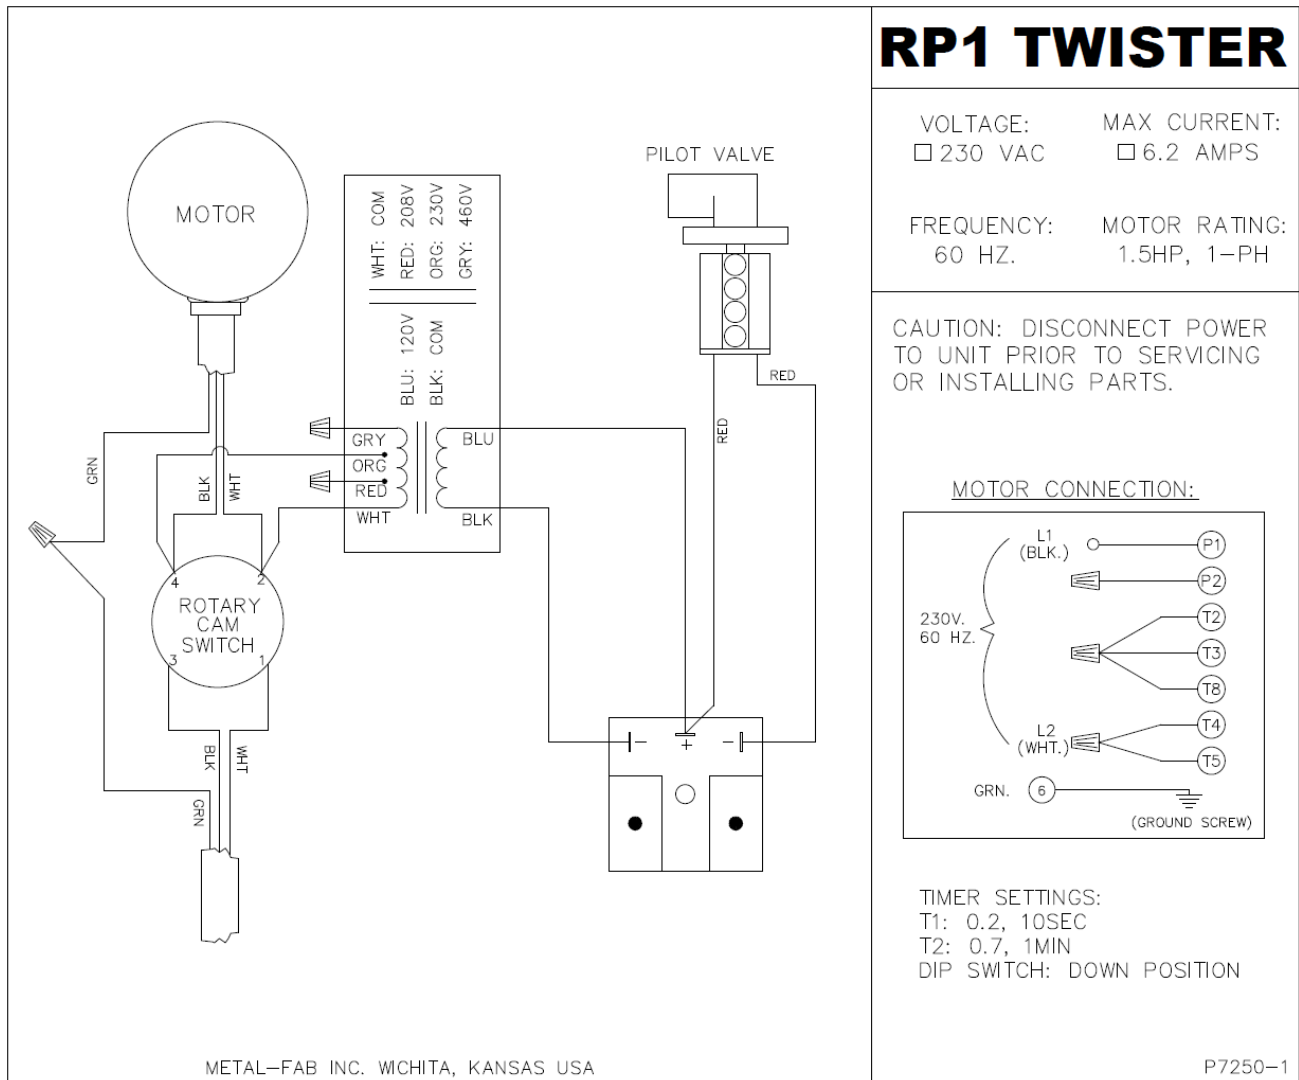 RP1 TWISTER
VOLTAGE:
230 VAC
MAX CURRENT:
6.2 AMPS
FREQUENCY:
60 HZ.
MOTOR RATING:
1.5HP, 1-PH
CAUTION: DISCONNECT POWER
TO UNIT PRIOR TO SERVICING
OR INSTALLING PARTS.
MOTOR CONNECTION:
L1
(BLK.)
P1
P2
T2
230V.
60 HZ.
T3
T8
L2
(WHT.)
T4
T5
GRN.
6
(GROUND SCREW)
TIMER SETTINGS:
T1: 0.2, 10SEC
T2: 0.7, 1MIN
DIP SWITCH: DOWN POSITION
P7250-1
MOTOR
WHT: COM
RED: 208V
ORG: 230V
GRY: 460V
BLU: 120V
BLK: COM
PILOT VALVE
RED
RED
GRY
ORG
RED
WHT
BLU
BLK
GRN
BLK
WHT
4
2
ROTARY
CAM
SWITCH
3
1
BLK
WHT
GRN
-
+
-
METAL-FAB INC. WICHITA, KANSAS USA